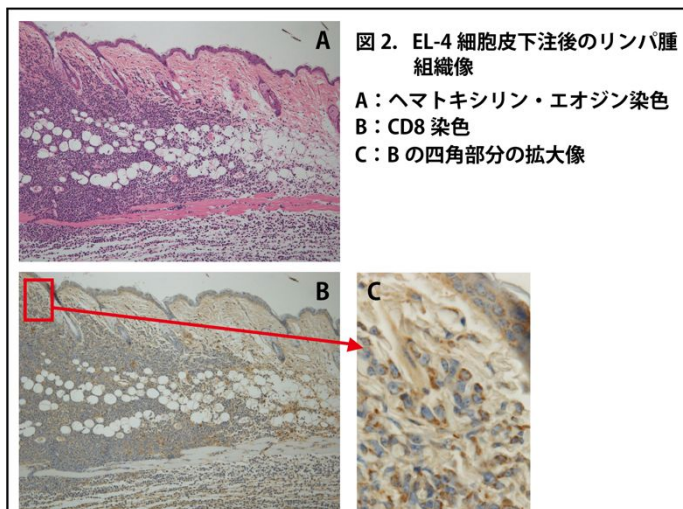 A
図 2. EL-4 細胞皮下注後のリンパ腫
組織像
A：ヘマトキシリン・エオジン染色
B：CD8 染色
C：B の四角部分の拡大像
B
C